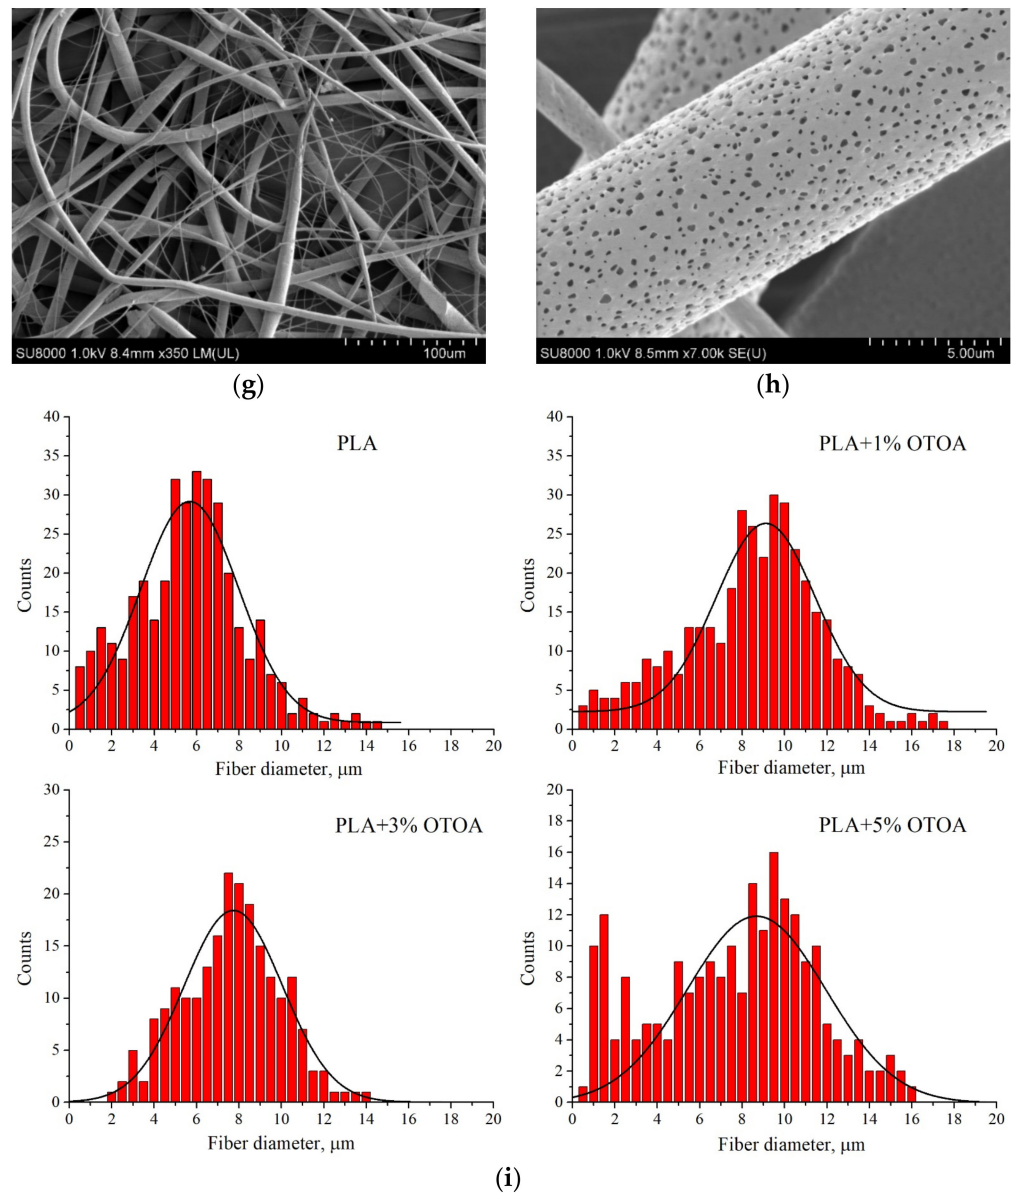 SU8000 1.0kV 8.4mm x350 LM(UL) 100um
SU8000 1.0kV 8.5mm x7.00k SE(U) 5.00um
(g)
(h)
40
35
30
25
20
15
10
5
0
Counts
PLA
0 2 4 6 8 10 12 14 16 18 20
Fiber diameter, μm
40
35
30
25
20
15
10
5
0
Counts
PLA+1% OTOA
0 2 4 6 8 10 12 14 16 18 20
Fiber diameter, μm
30
25
20
15
10
5
0
Counts
PLA+3% OTOA
0 2 4 6 8 10 12 14 16 18 20
Fiber diameter, μm
20
18
16
14
12
10
8
6
4
2
0
Counts
PLA+5% OTOA
0 2 4 6 8 10 12 14 16 18 20
Fiber diameter, μm
(i)